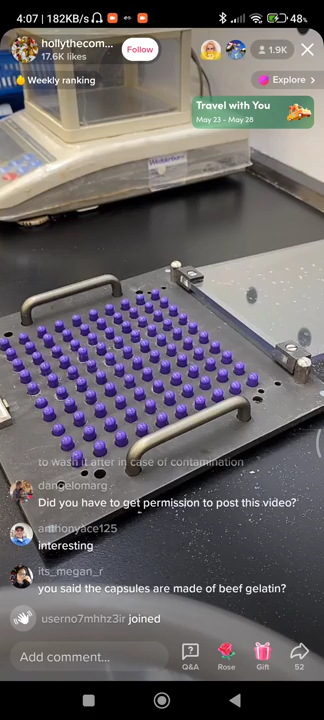 4:07 | 182KB/s
48%
hollythecom...
17.6K likes
Follow
1.9K
Weekly ranking
Explore >
Travel with You
May 23 - May 28
to wash it after in case of contamination
dangelomarg
Did you have to get permission to post this video?
anthonyace125
interesting
its_megan_r
you said the capsules are made of beef gelatin?
userno7mhhz3ir joined
Add comment...
Q&A
Rose
Gift
52